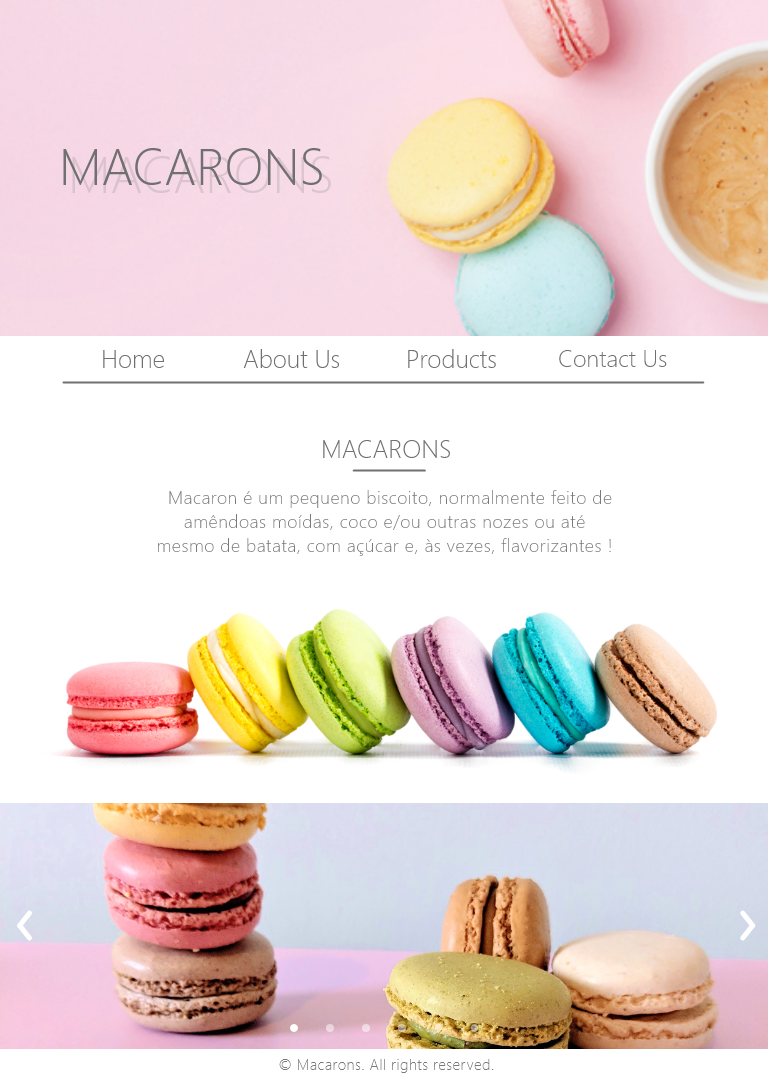 MACARONS
Home About Us Products Contact Us
MACARONS
Macaron é um pequeno biscoito, normalmente feito de
amêndoas moídas, coco e/ou outras nozes ou até
mesmo de batata, com açúcar e, às vezes, flavorizantes !
© Macarons. All rights reserved.